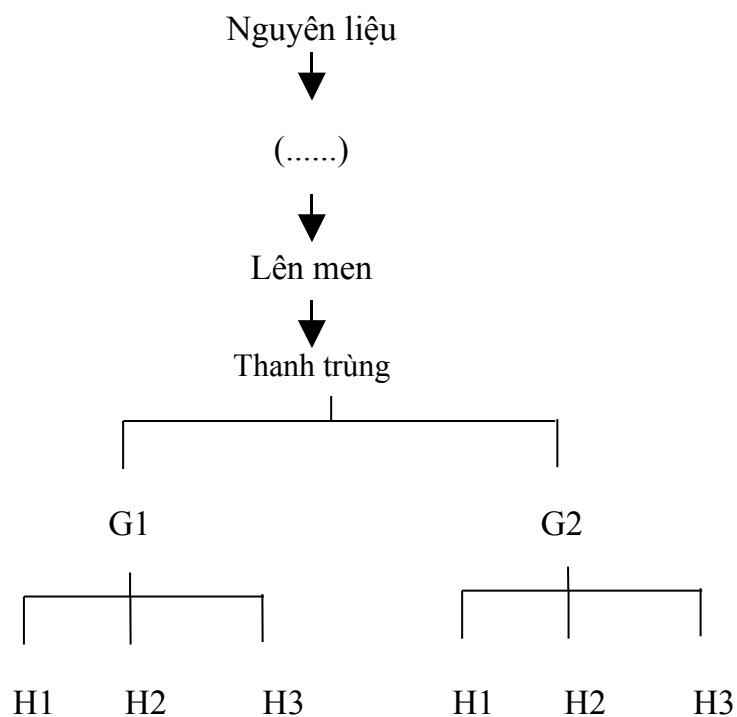 Nguyên liệu
(......)
Lên men
Thanh trùng
G1 G2
H1 H2 H3 H1 H2 H3